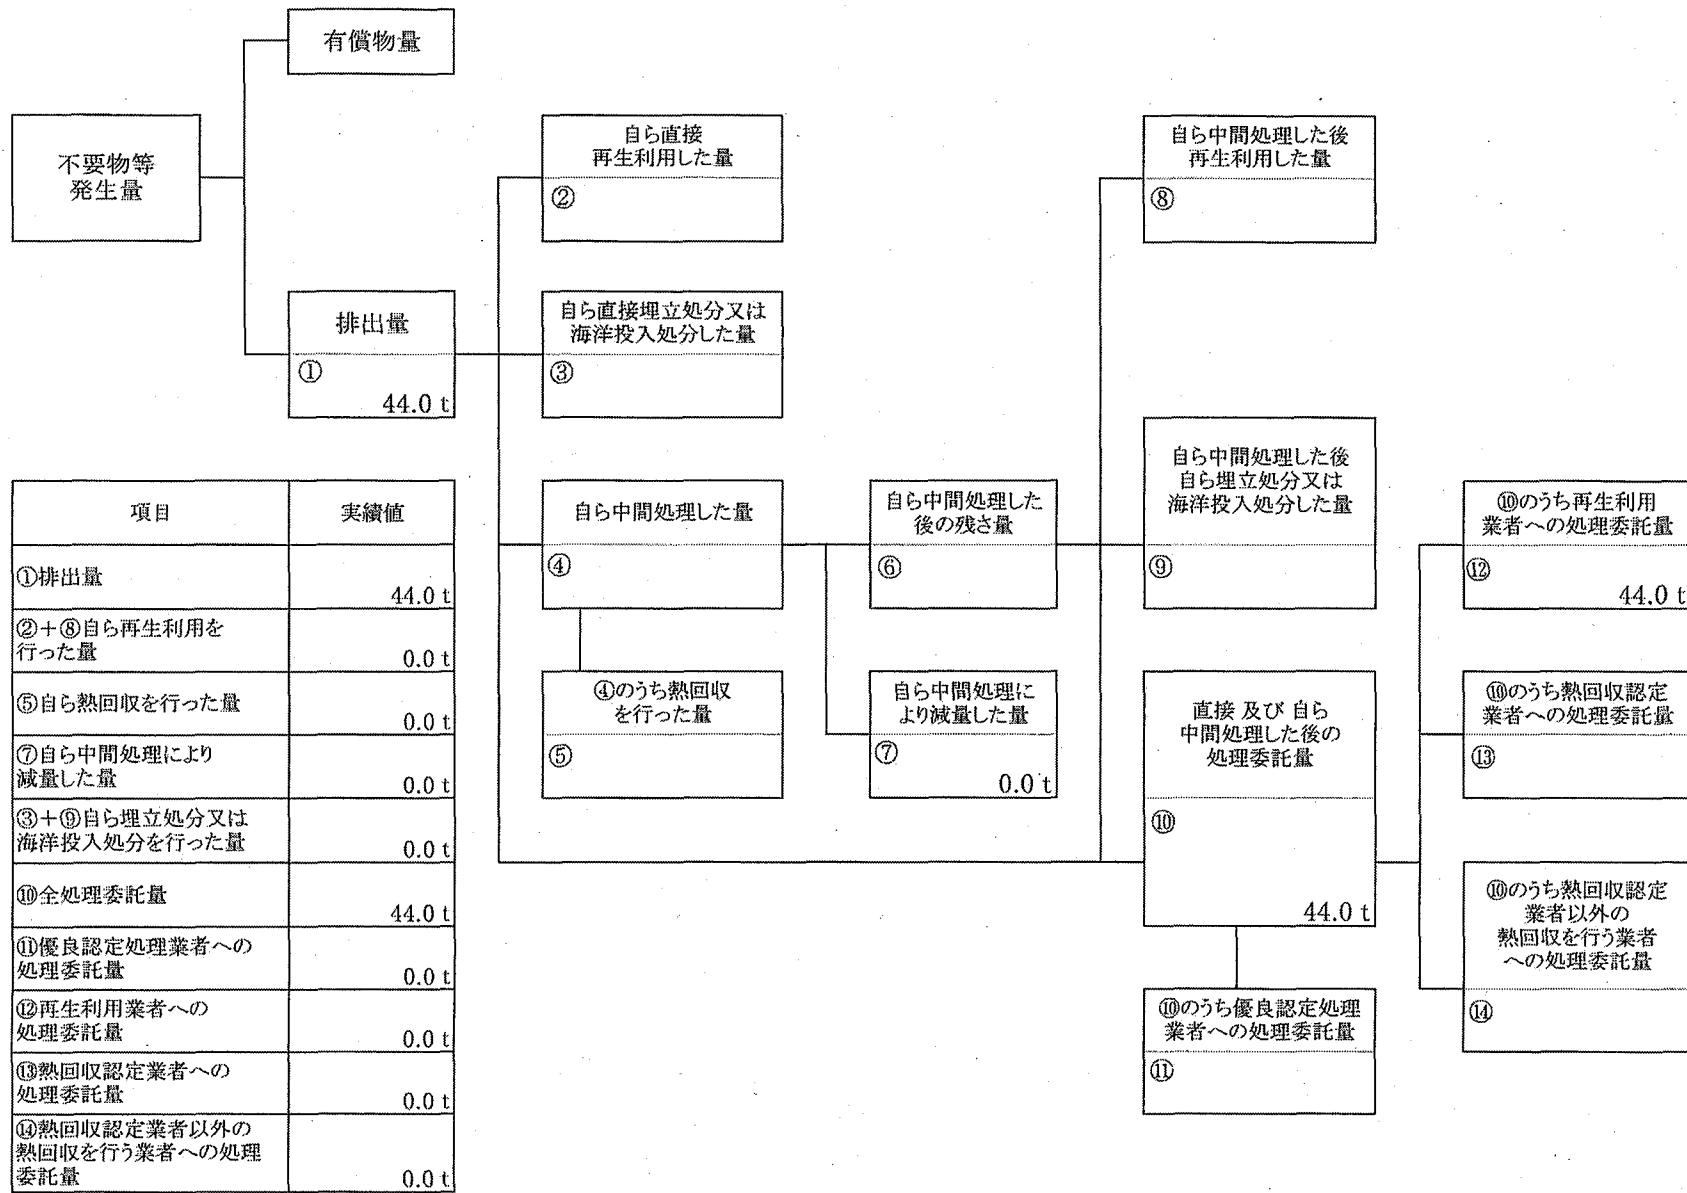 有償物量
不要物等
発生量
排出量
①
44.0 t
自ら直接
再生利用した量
②
自ら直接埋立処分又は
海洋投入処分した量
③
自ら中間処理した量
④
④のうち熱回収
を行った量
⑤
自ら中間処理した
後の残さ量
⑥
自ら中間処理に
より減量した量
⑦
0.0 t
自ら中間処理した後
再生利用した量
⑧
自ら中間処理した後
自ら埋立処分又は
海洋投入処分した量
⑨
直接 及び 自ら
中間処理した後の
処理委託量
⑩
44.0 t
⑩のうち優良認定処理
業者への処理委託量
⑪
⑩のうち再生利用
業者への処理委託量
⑫
44.0 t
⑩のうち熱回収認定
業者への処理委託量
⑬
⑩のうち熱回収認定
業者以外の
熱回収を行う業者
への処理委託量
⑭
項目 実績値
①排出量
44.0 t
②+⑧自ら再生利用を
行った量
0.0 t
⑤自ら熱回収を行った量
0.0 t
⑦自ら中間処理により
減量した量
0.0 t
③+⑨自ら埋立処分又は
海洋投入処分を行った量
0.0 t
⑩全処理委託量
44.0 t
⑪優良認定処理業者への
処理委託量
0.0 t
⑫再生利用業者への
処理委託量
0.0 t
⑬熱回収認定業者への
処理委託量
0.0 t
⑭熱回収認定業者以外の
熱回収を行う業者への処理
委託量
0.0 t